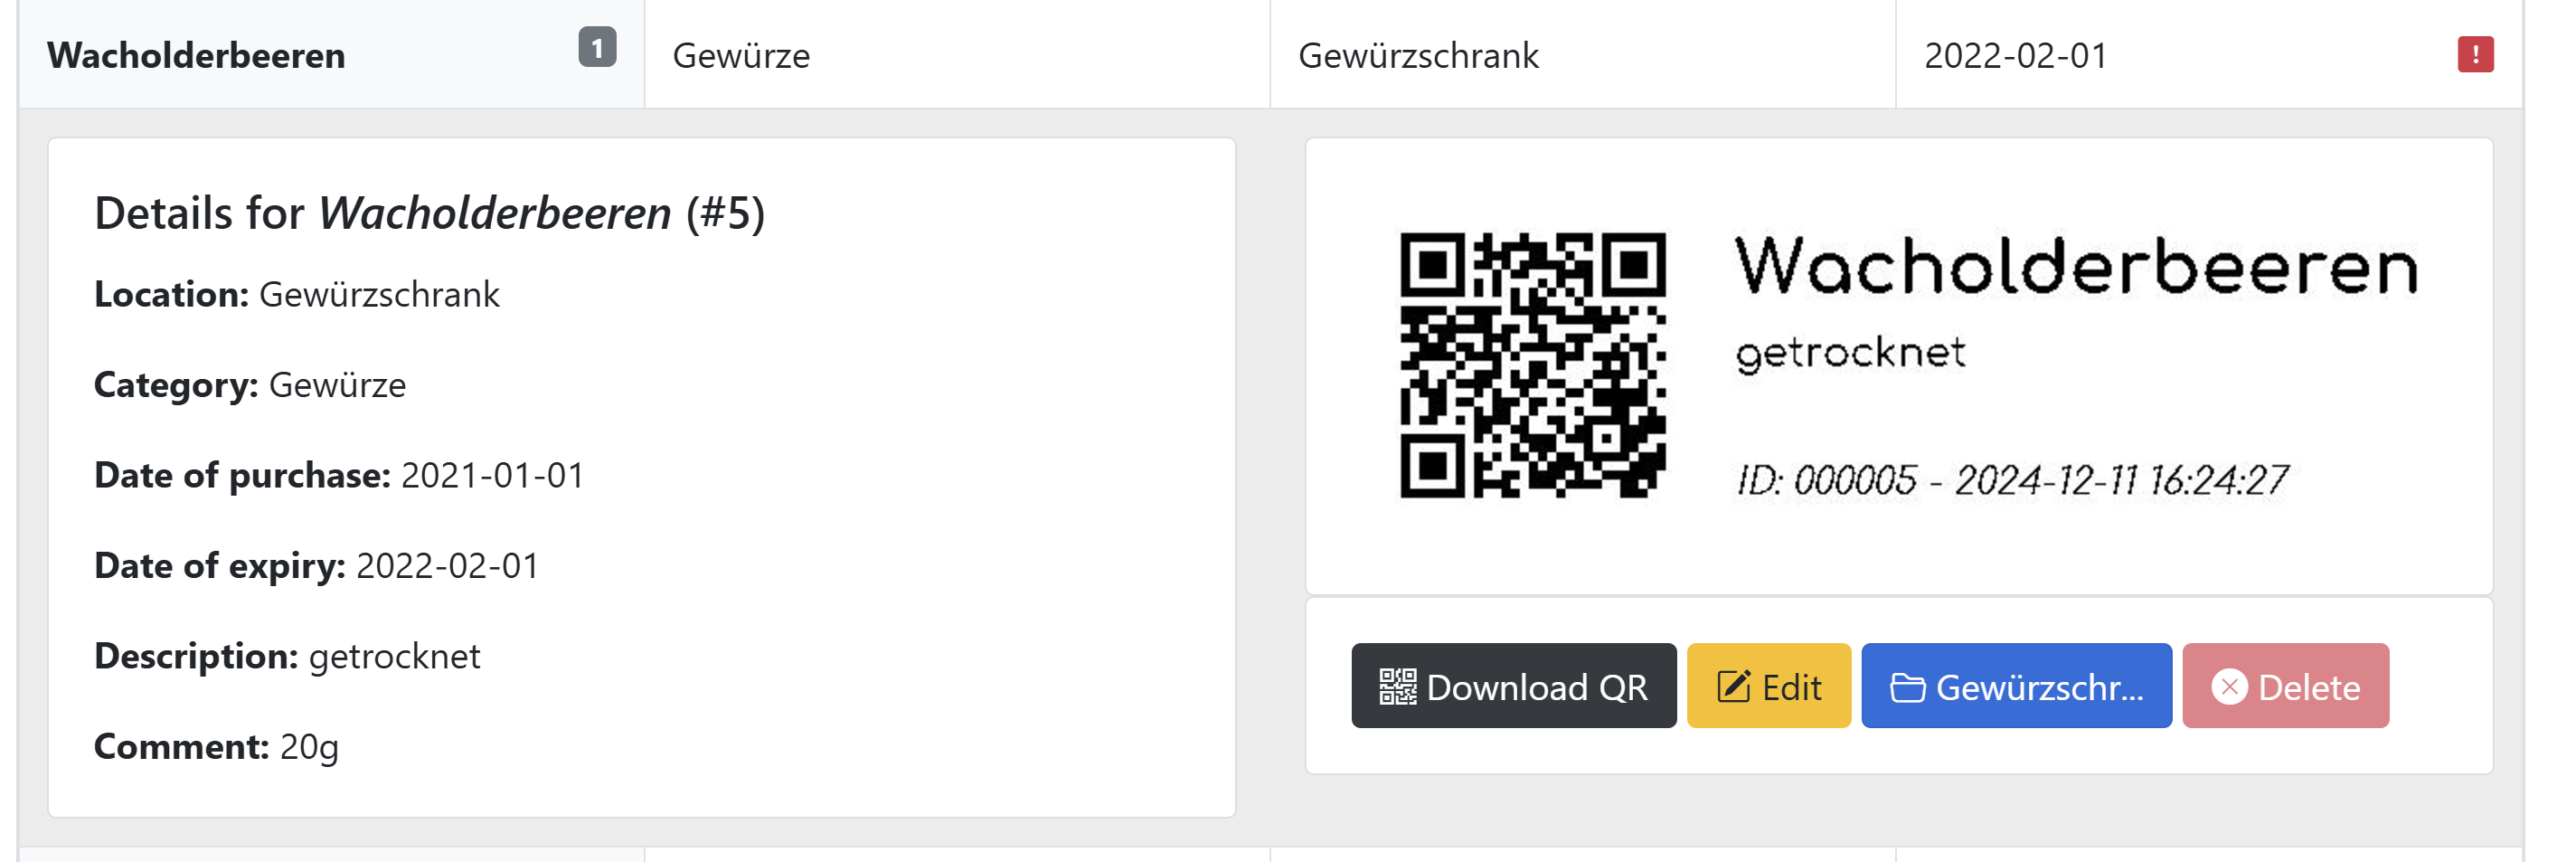 Wacholderbeeren 1 Gewürze Gewürzschrank 2022-02-01 !
Details for Wacholderbeeren (#5)
Location: Gewürzschrank
Category: Gewürze
Date of purchase: 2021-01-01
Date of expiry: 2022-02-01
Description: getrocknet
Comment: 20g
Wacholderbeeren
getrocknet
ID: 000005 - 2024-12-11 16:24:27
Download QR Edit Gewürzschr... Delete